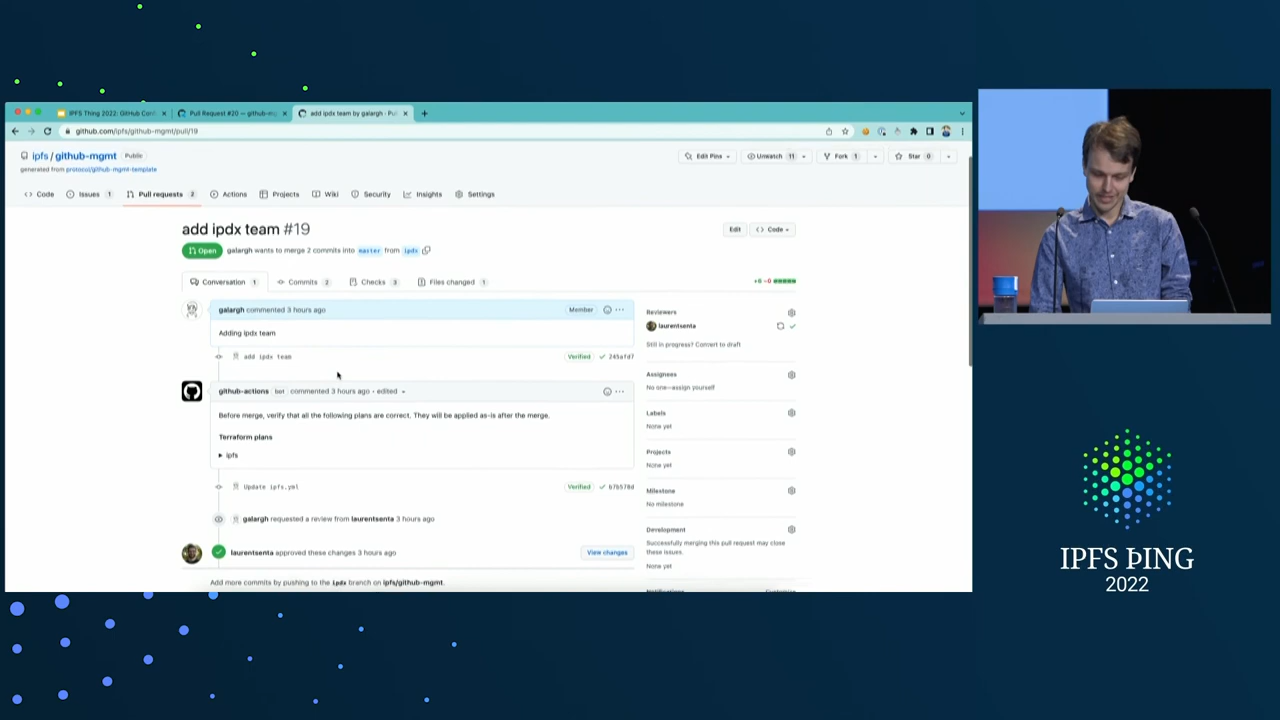 IPFS Thing 2022: GitHub Con
Pull Request #20 — github-m
add ipdx team by galargh · Pul
github.com/ipfs/github-mgmt/pull/19
ipfs / github-mgmt Public
generated from protocol/github-mgmt-template
Edit Pins
Unwatch 11
Fork 1
Star 0
Code
Issues 1
Pull requests 2
Actions
Projects
Wiki
Security
Insights
Settings
add ipdx team #19
Edit
Code
Open
galargh wants to merge 2 commits into master from ipdx
Conversation 1
Commits 2
Checks 3
Files changed 1
+6 −0
galargh commented 3 hours ago
Member
Adding ipdx team
add ipdx team
Verified
245afd7
github-actions bot commented 3 hours ago • edited
Before merge, verify that all the following plans are correct. They will be applied as-is after the merge.
Terraform plans
ipfs
Update ipfs.yml
Verified
b7b578d
galargh requested a review from laurentsenta 3 hours ago
laurentsenta approved these changes 3 hours ago
View changes
Add more commits by pushing to the ipdx branch on ipfs/github-mgmt.
Reviewers
laurentsenta
Still in progress? Convert to draft
Assignees
No one—assign yourself
Labels
None yet
Projects
None yet
Milestone
No milestone
Development
Successfully merging this pull request may close
these issues.
None yet
IPFS ÞING
2022